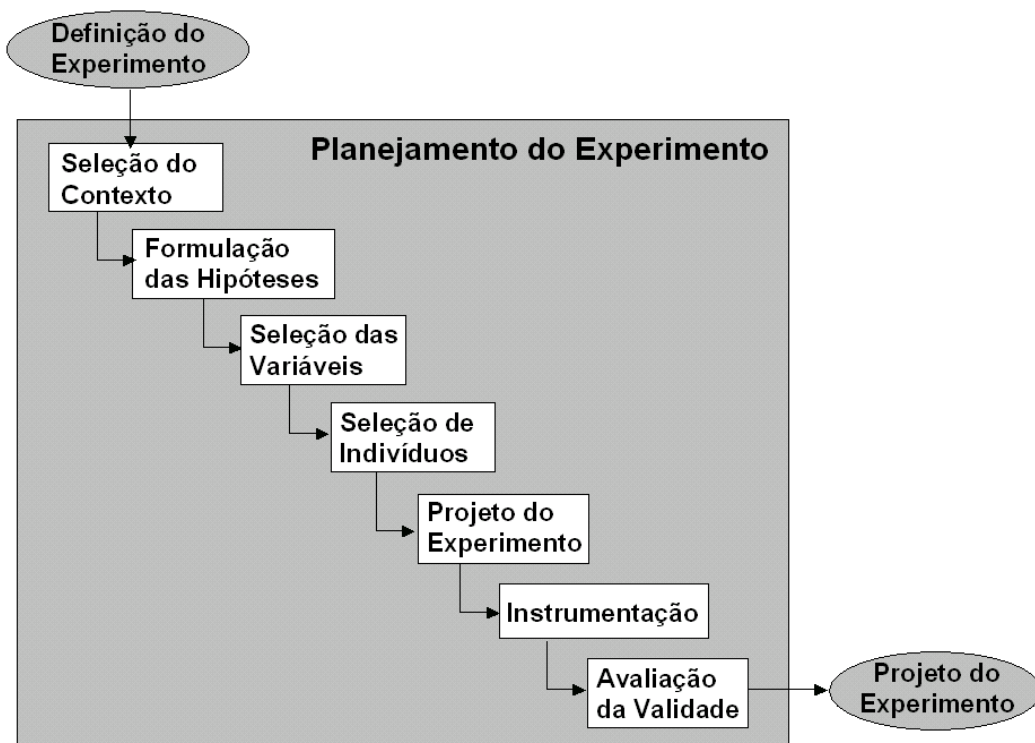 Definição do
Experimento
Planejamento do Experimento
Seleção do
Contexto
Formulação
das Hipóteses
Seleção das
Variáveis
Seleção de
Indivíduos
Projeto do
Experimento
Instrumentação
Avaliação
da Validade
Projeto do
Experimento